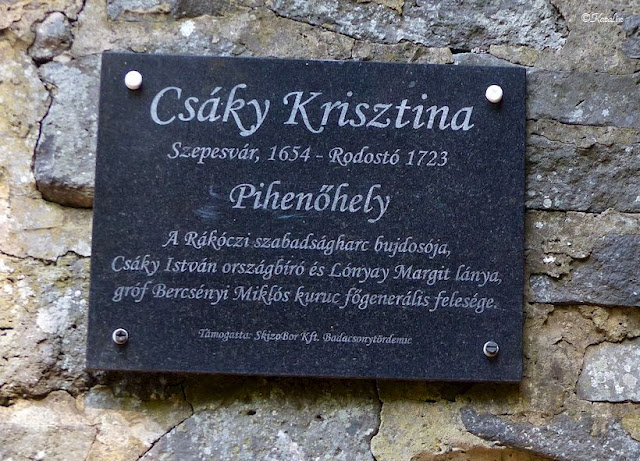 ©Katalin
Csáky Krisztina
Szepesvár, 1654 - Rodostó 1723
Pihenőhely
A Rákóczi szabadságharc bujdosója,
Csáky István országbíró és Lónyay Margit lánya,
gróf Bercsényi Miklós kuruc főgenerális felesége.
Támogatta: SkizoBor Kft. Badacsonytördemic